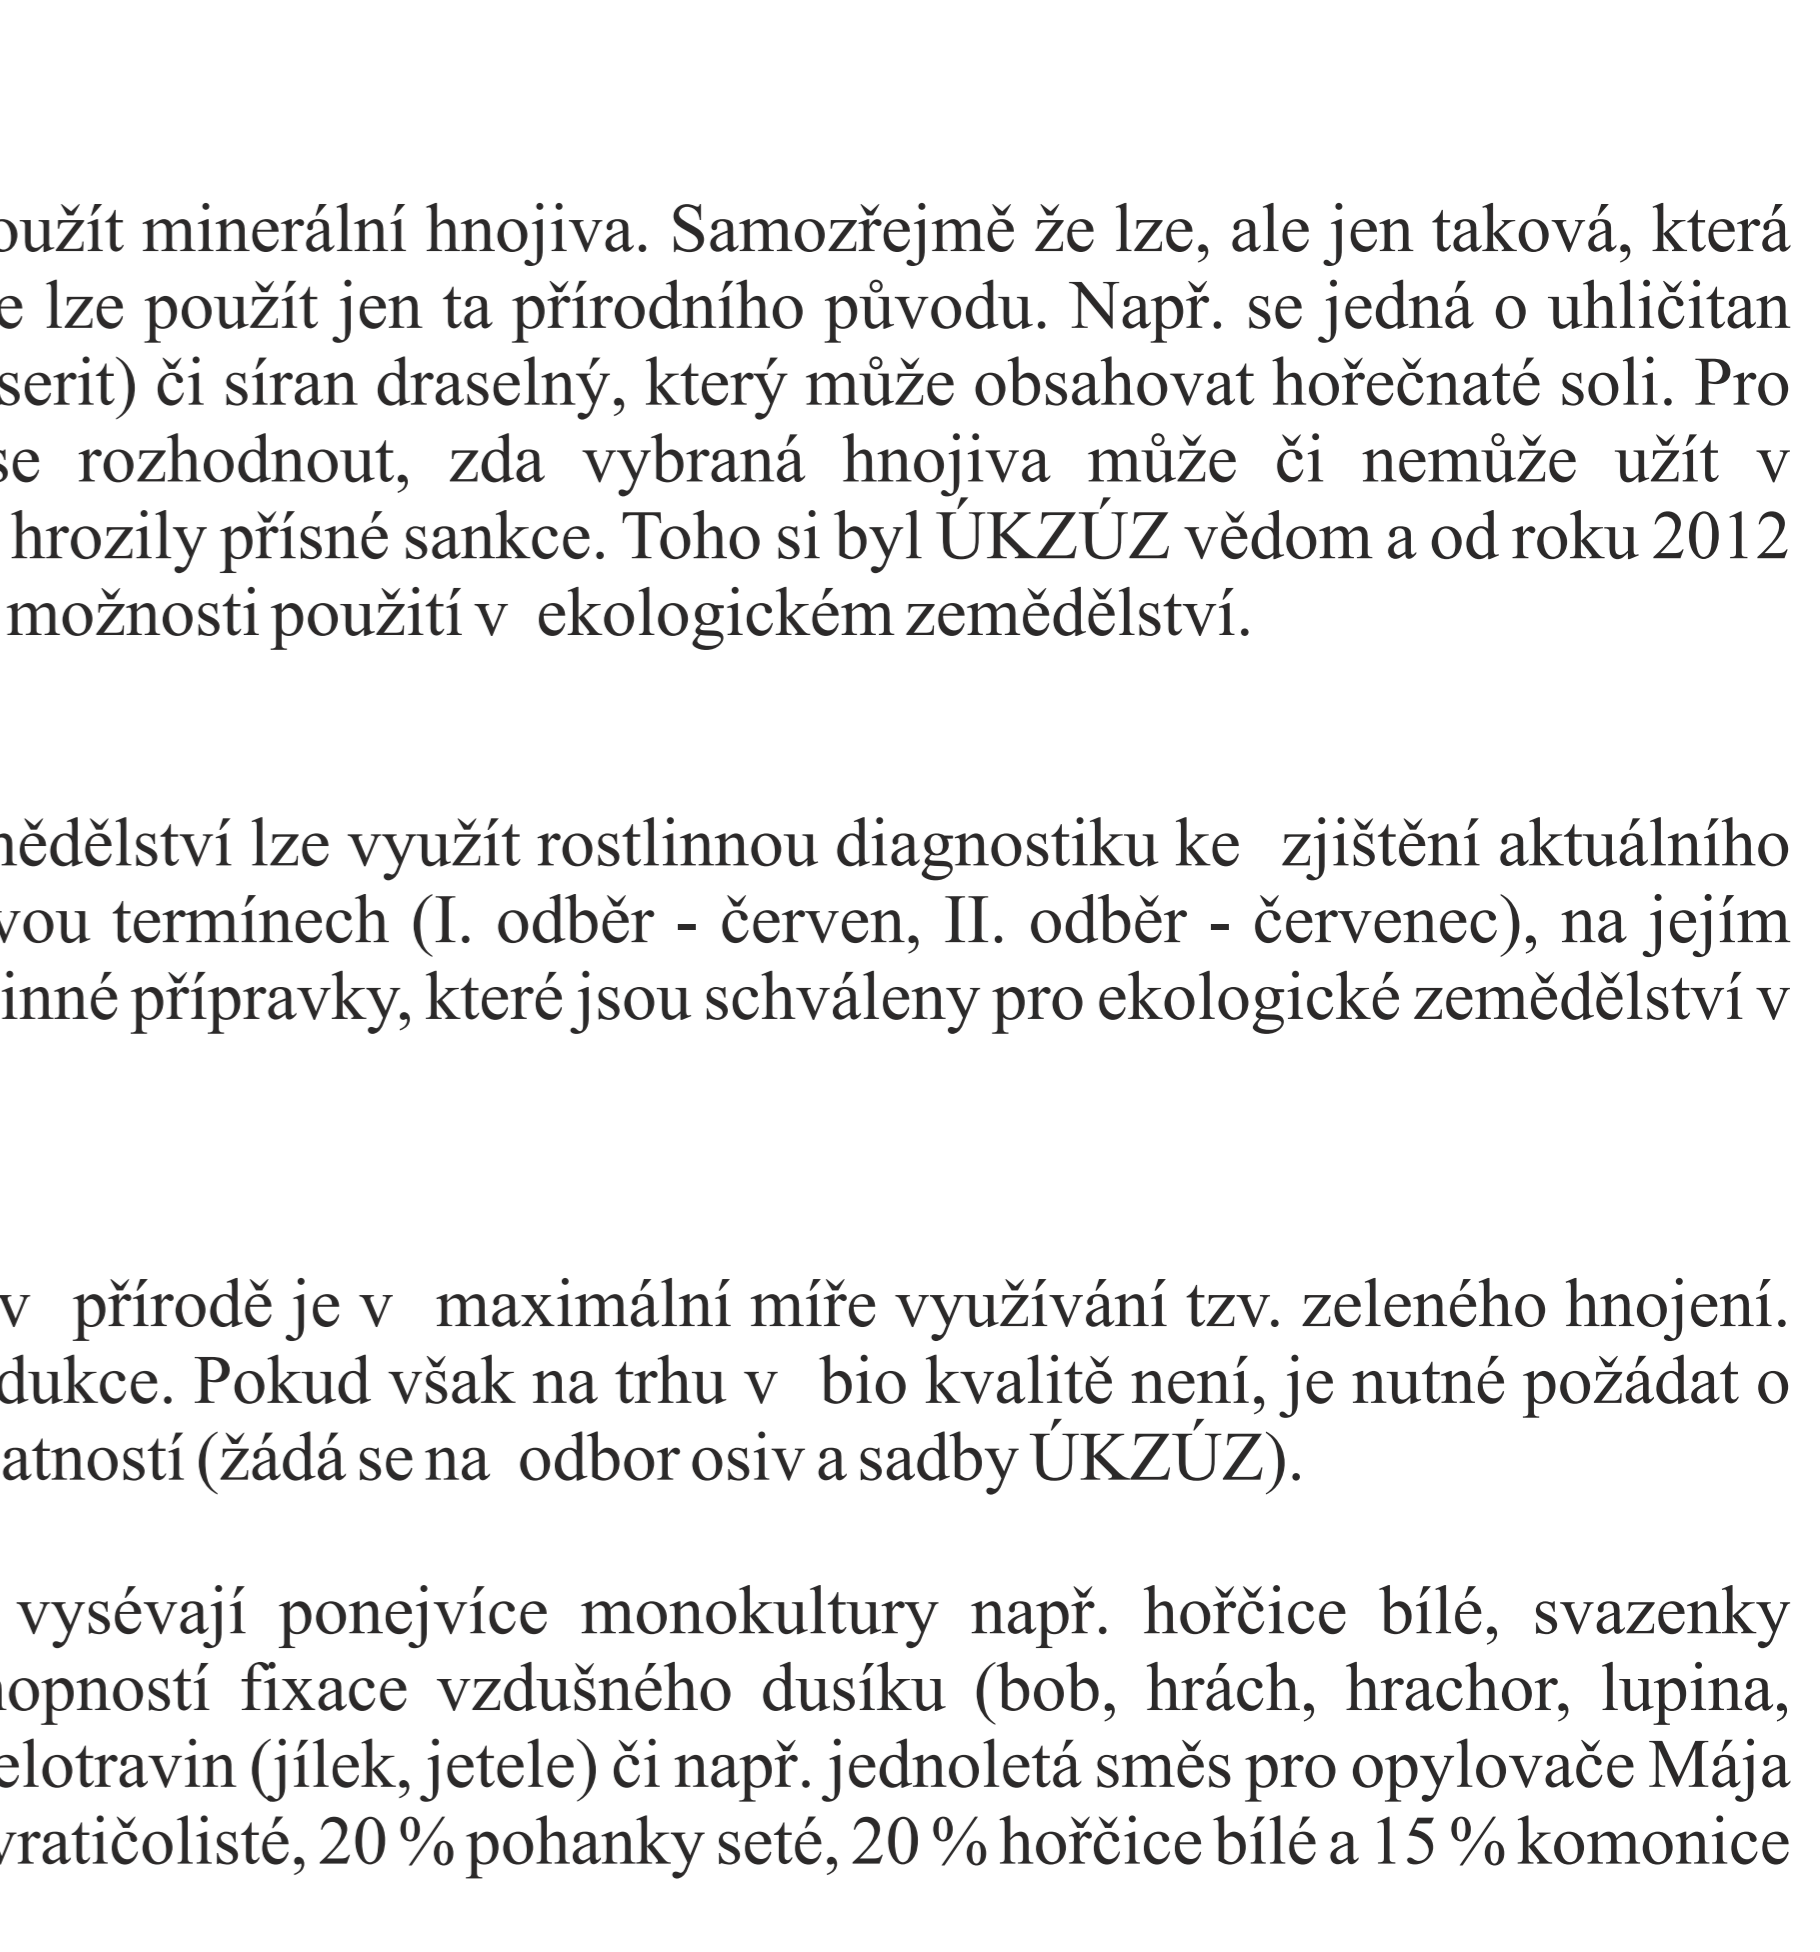 oužít minerální hnojiva. Samozřejmě že lze, ale jen taková, která
e lze použít jen ta přírodního původu. Např. se jedná o uhličitan
serit) či síran draselný, který může obsahovat hořečnaté soli. Pro
se rozhodnout, zda vybraná hnojiva může či nemůže užít v
hrozily přísné sankce. Toho si byl ÚKZÚZ vědom a od roku 2012
možnosti použití v ekologickém zemědělství.
mědělství lze využít rostlinnou diagnostiku ke zjištění aktuálního
vou termínech (I. odběr - červen, II. odběr - červenec), na jejím
inné přípravky, které jsou schváleny pro ekologické zemědělství v
v přírodě je v maximální míře využívání tzv. zeleného hnojení.
dukce. Pokud však na trhu v bio kvalitě není, je nutné požádat o
atností (žádá se na odbor osiv a sadby ÚKZÚZ).
vysévají ponejvíce monokultury např. hořčice bílé, svazenky
hopností fixace vzdušného dusíku (bob, hrách, hrachor, lupina,
elotravin (jílek, jetele) či např. jednoletá směs pro opylovače Mája
vratičolisté, 20 % pohanky seté, 20 % hořčice bílé a 15 % komonice